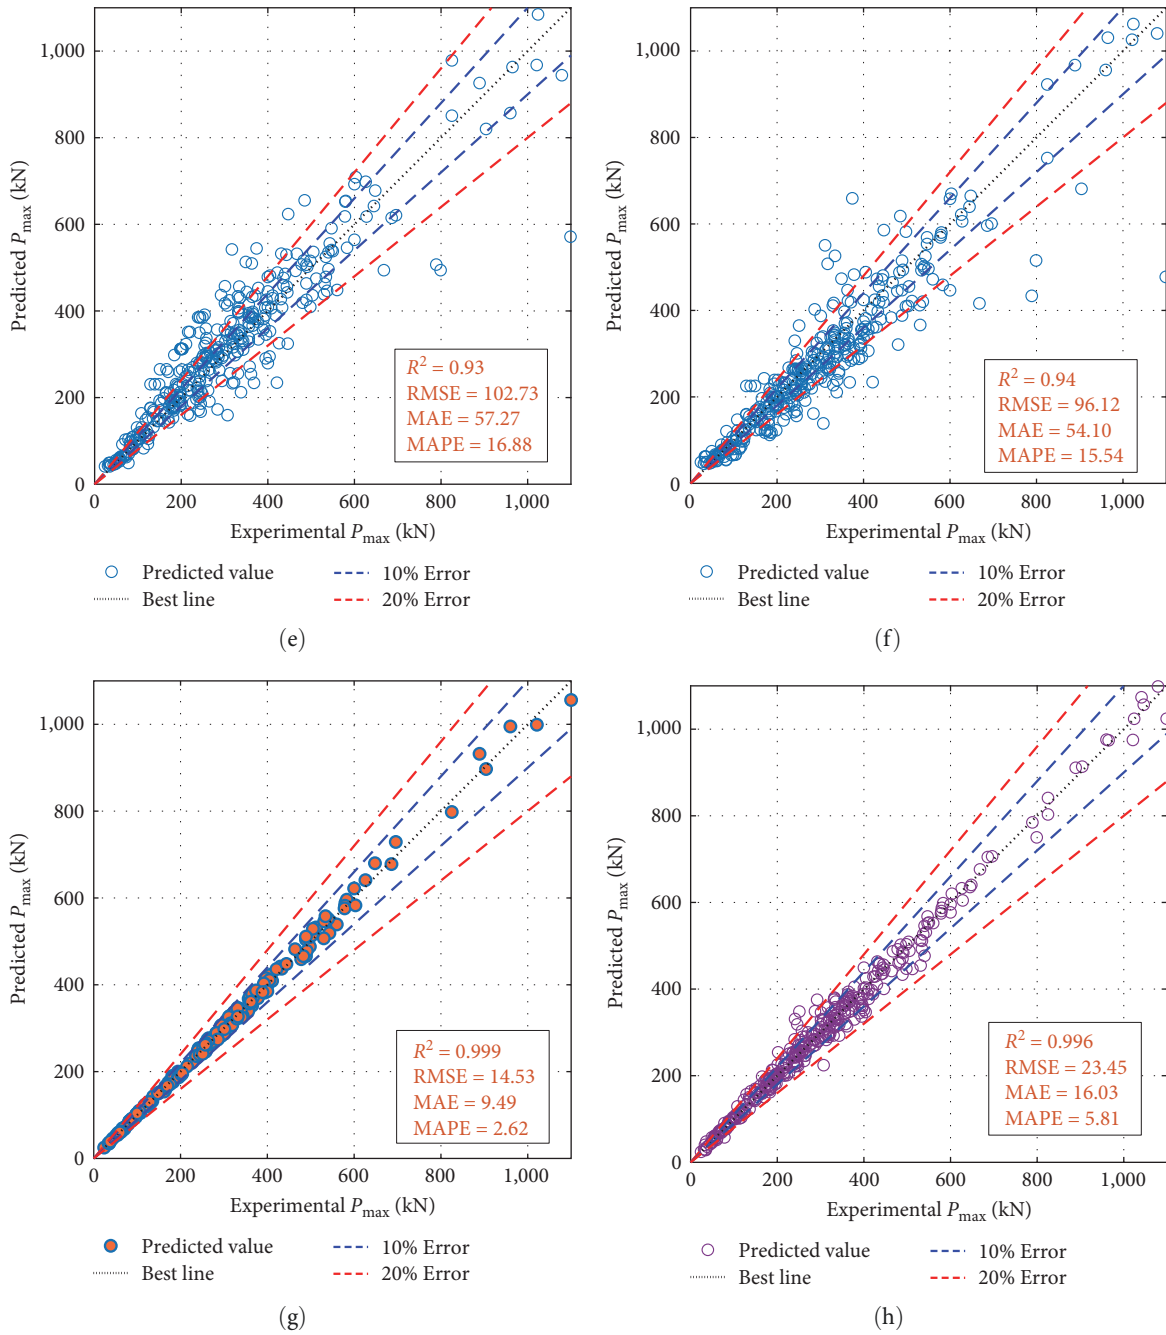 1,000
800
600
400
200
0
Predicted P_max (kN)
R² = 0.93
RMSE = 102.73
MAE = 57.27
MAPE = 16.88
0 200 400 600 800 1,000
Experimental P_max (kN)
Predicted value
10% Error
Best line
20% Error
(e)
1,000
800
600
400
200
0
Predicted P_max (kN)
R² = 0.94
RMSE = 96.12
MAE = 54.10
MAPE = 15.54
0 200 400 600 800 1,000
Experimental P_max (kN)
Predicted value
10% Error
Best line
20% Error
(f)
1,000
800
600
400
200
0
Predicted P_max (kN)
R² = 0.999
RMSE = 14.53
MAE = 9.49
MAPE = 2.62
0 200 400 600 800 1,000
Experimental P_max (kN)
Predicted value
10% Error
Best line
20% Error
(g)
1,000
800
600
400
200
0
Predicted P_max (kN)
R² = 0.996
RMSE = 23.45
MAE = 16.03
MAPE = 5.81
0 200 400 600 800 1,000
Experimental P_max (kN)
Predicted value
10% Error
Best line
20% Error
(h)